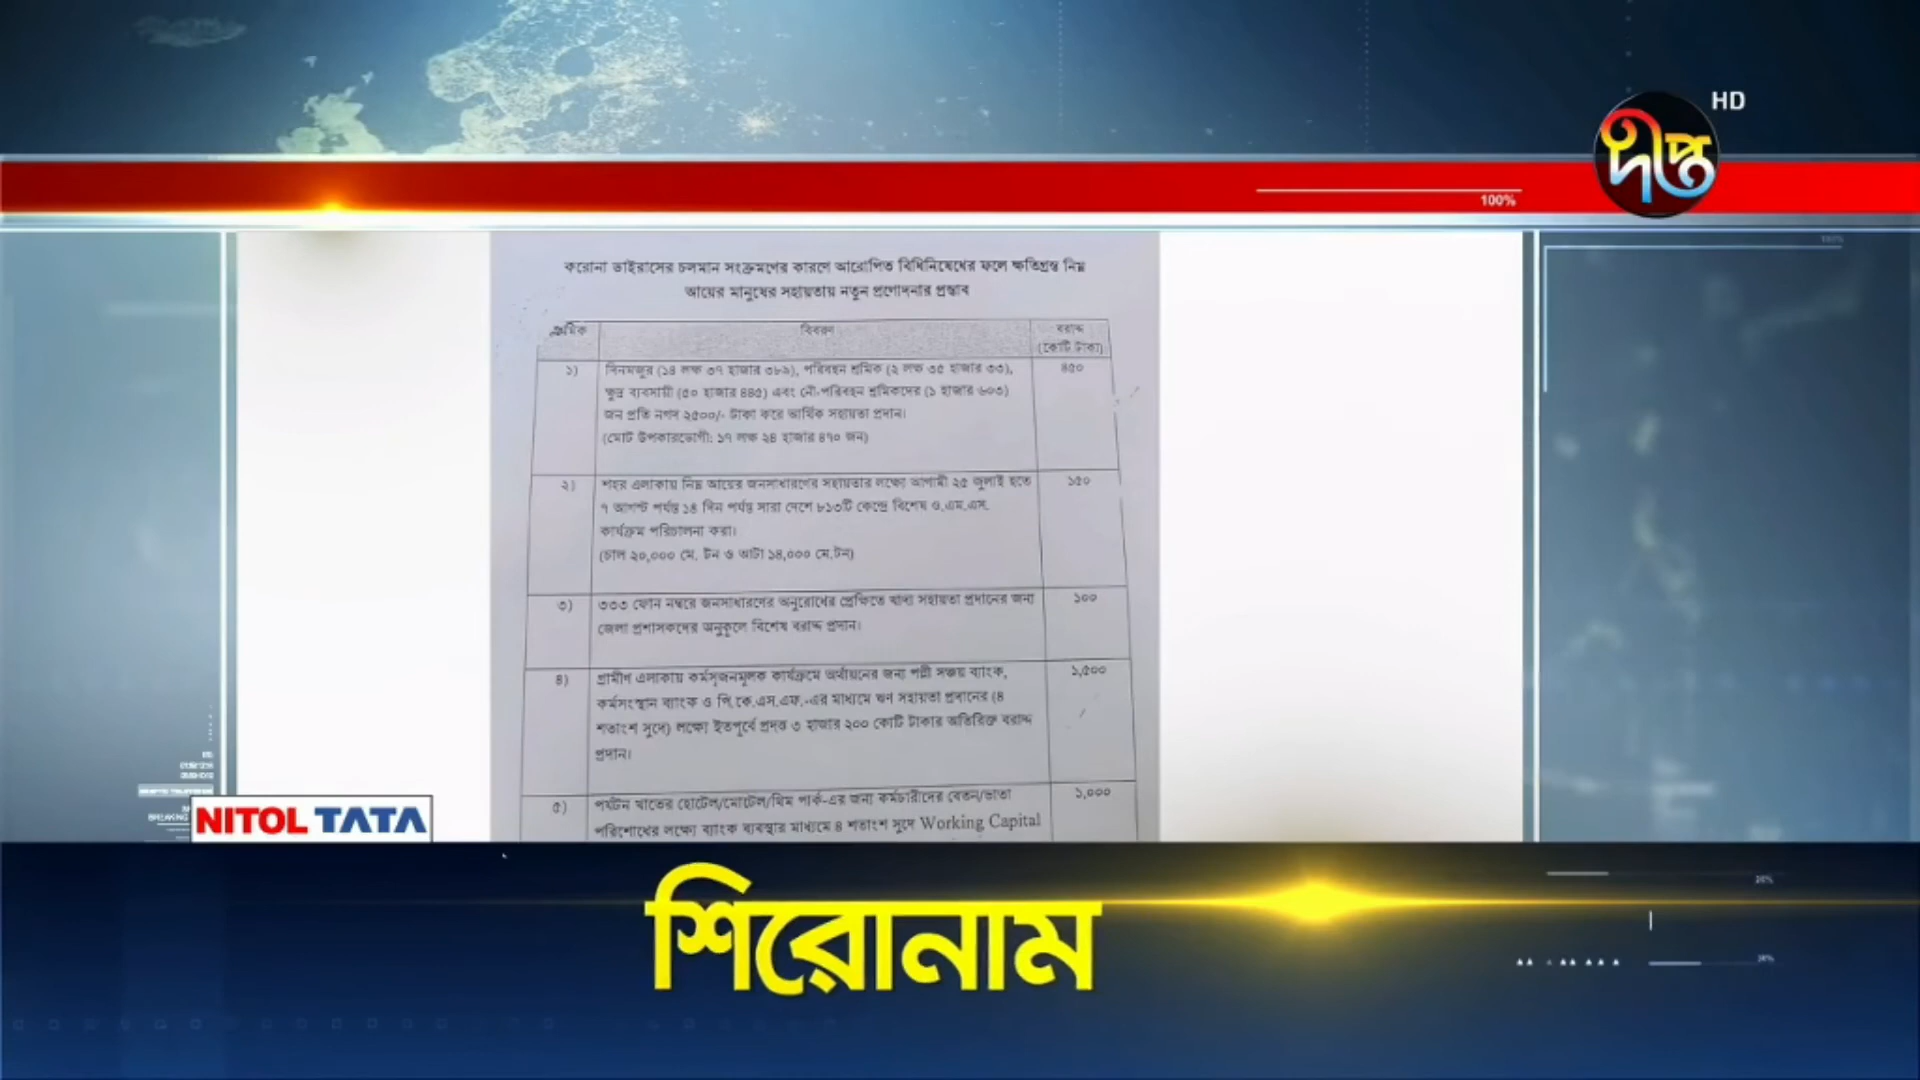 HD
দীপ্ত
100%
করোনা ভাইরাসের চলমান সংক্রমণের কারণে আরোপিত বিধিনিষেধের ফলে ক্ষতিগ্রস্ত নিম্ন
আয়ের মানুষের সহায়তায় নতুন প্রণোদনার প্রস্তাব
ক্রমিক বিবরণ বরাদ্দ
(কোটি টাকা)
১) দিনমজুর (১৪ লক্ষ ৩৭ হাজার ৩৮৯), পরিবহন শ্রমিক (২ লক্ষ ৩৫ হাজার ৩৩), ৪৫০
ক্ষুদ্র ব্যবসায়ী (৫০ হাজার ৪৪৫) এবং নৌ-পরিবহন শ্রমিকদের (১ হাজার ৬০৩)
জন প্রতি নগদ ২৫০০/- টাকা করে আর্থিক সহায়তা প্রদান।
(মোট উপকারভোগী: ১৭ লক্ষ ২৪ হাজার ৪৭০ জন)
২) শহর এলাকায় নিম্ন আয়ের জনসাধারণের সহায়তার লক্ষ্যে আগামী ২৫ জুলাই হতে ১৫০
৭ আগস্ট পর্যন্ত ১৪ দিন পর্যন্ত সারা দেশে ৮১৩টি কেন্দ্রে বিশেষ ও.এম.এস.
কার্যক্রম পরিচালনা করা।
(চাল ২০,০০০ মে. টন ও আটা ১৪,০০০ মে.টন)
৩) ৩৩৩ ফোন নম্বরে জনসাধারণের অনুরোধের প্রেক্ষিতে খাদ্য সহায়তা প্রদানের জন্য ১০০
জেলা প্রশাসকদের অনুকূলে বিশেষ বরাদ্দ প্রদান।
৪) গ্রামীণ এলাকায় কর্মসৃজনমূলক কার্যক্রমে অর্থায়নের জন্য পল্লী সঞ্চয় ব্যাংক, ১,৫০০
কর্মসংস্থান ব্যাংক ও পি.কে.এস.এফ.-এর মাধ্যমে ঋণ সহায়তা প্রদানের (৪
শতাংশ সুদে) লক্ষ্যে ইতপূর্বে প্রদত্ত ৩ হাজার ২০০ কোটি টাকার অতিরিক্ত বরাদ্দ
প্রদান।
৫) পর্যটন খাতের হোটেল/মোটেল/থিম পার্ক-এর জন্য কর্মচারীদের বেতন/ভাতা ১,০০০
পরিশোধের লক্ষ্যে ব্যাংক ব্যবস্থার মাধ্যমে ৪ শতাংশ সুদে Working Capital
NITOL TATA
শিরোনাম